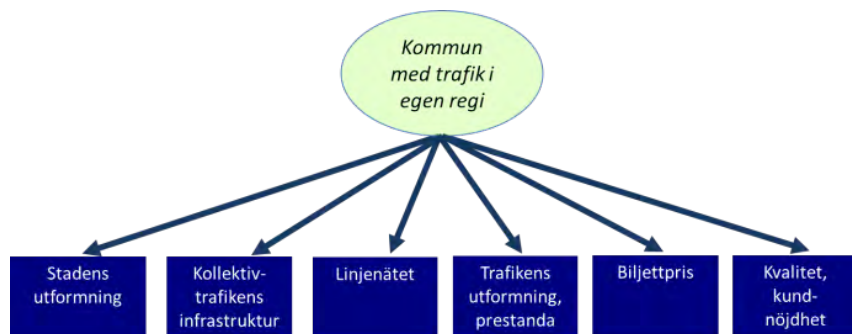 Kommun
med trafik i
egen regi
Stadens
utformning
Kollektiv-
trafikens
infrastruktur
Linjenätet
Trafikens
utformning,
prestanda
Biljettpris
Kvalitet,
kund-
nöjdhet